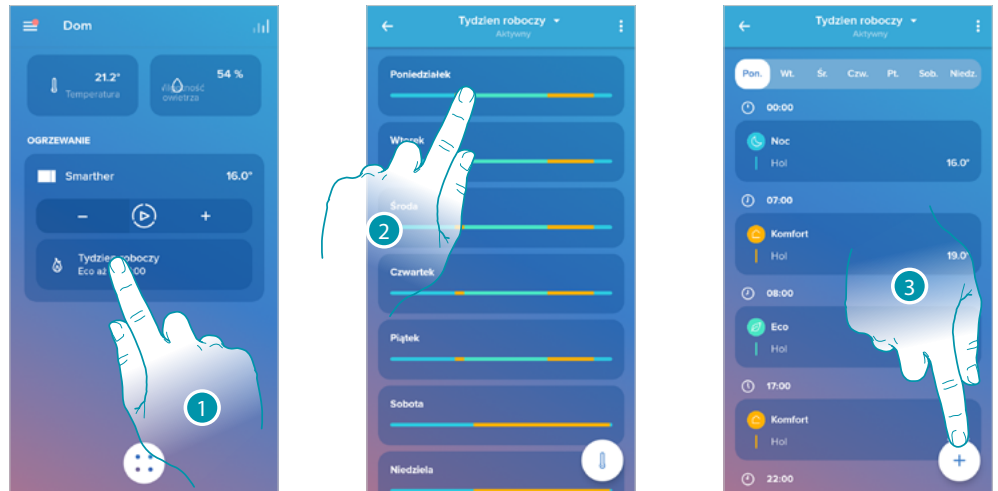 Dom
21.2°
Temperatura
54 %
OGRZEWANIE
Smarther
16.0°
−
+
Tydzien roboczy
Eco
1
Tydzien roboczy
Aktywny
Poniedziałek
Wtorek
Środa
Czwartek
Piątek
Sobota
Niedziela
2
Tydzien roboczy
Aktywny
Pon. Wt. Śr. Czw. Pt. Sob. Niedz.
00:00
Noc
Hol
16.0°
07:00
Komfort
Hol
19.0°
08:00
Eco
Hol
17:00
Komfort
Hol
22:00
3
+